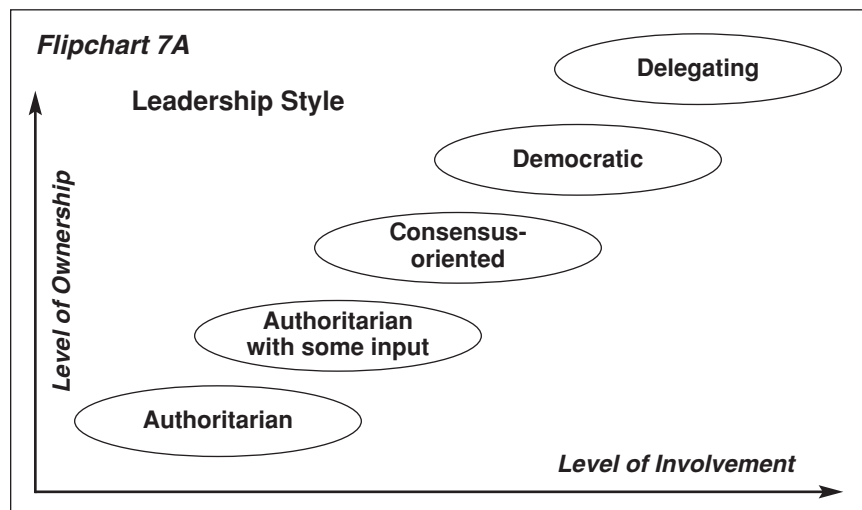 Flipchart 7A
Leadership Style
Delegating
Democratic
Consensus-
oriented
Authoritarian
with some input
Authoritarian
Level of Ownership
Level of Involvement